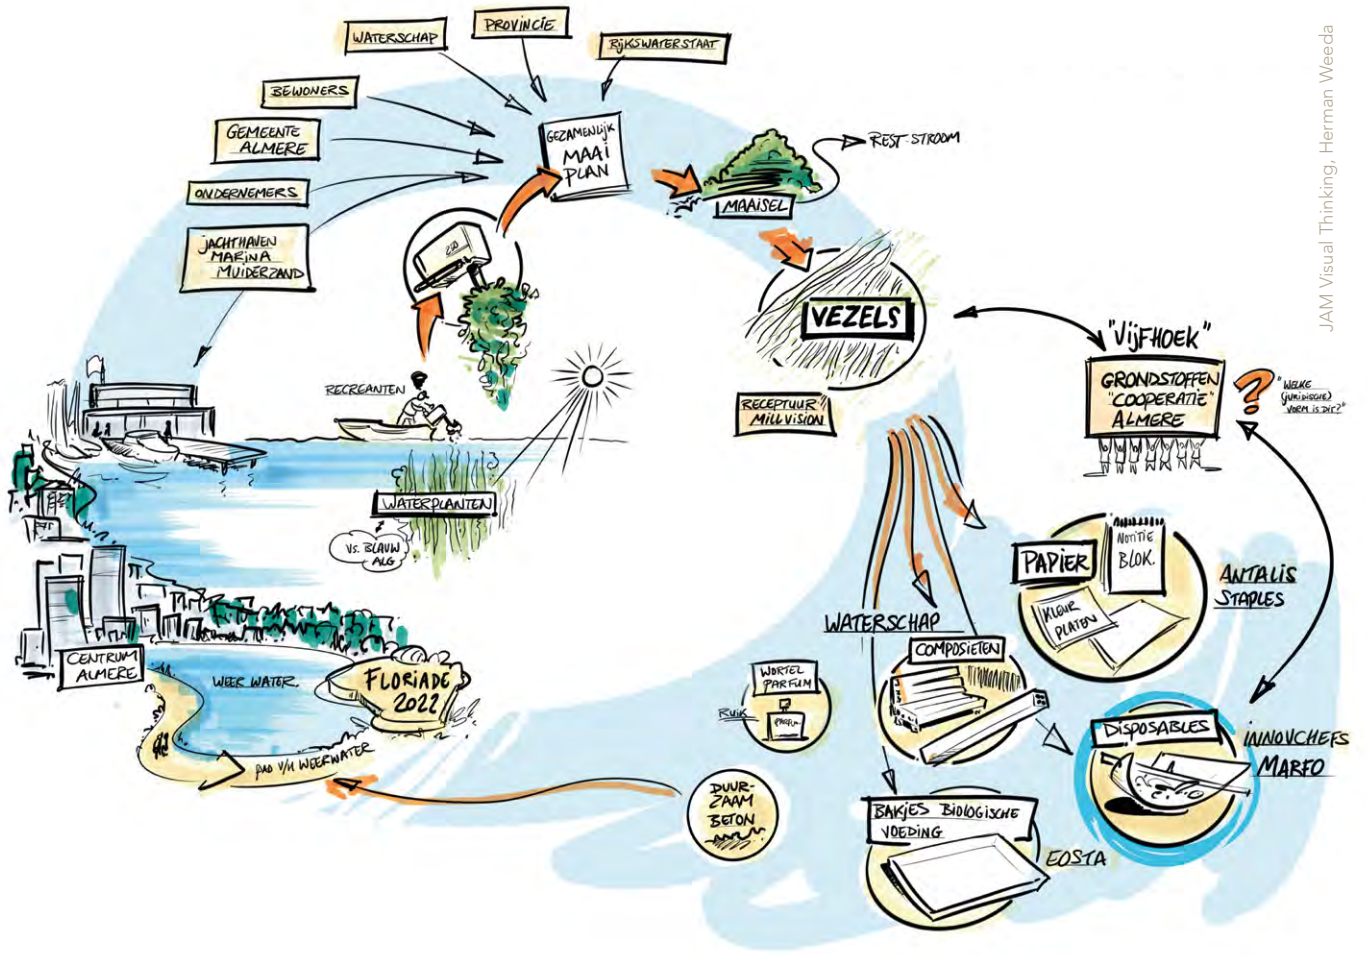 WATERSCHAP
PROVINCIE
RIJKSWATERSTAAT
BEWONERS
GEMEENTE
ALMERE
ONDERNEMERS
JACHTHAVEN
MARINA
MUIDERZAND
GEZAMENLIJK
MAAI
PLAN
MAAISEL
REST-STROOM
VEZELS
RECEPTUUR
MILLVISION
"VIJFHOEK"
GRONDSTOFFEN
"COOPERATIE"
ALMERE
?
"WELKE
(JURIDISCHE)
VORM IS DIT?"
RECREANTEN
WATERPLANTEN
VS. BLAUW
ALG
CENTRUM
ALMERE
WEER WATER
FLORIADE
2022
PAD V/H WEERWATER
DUUR-
ZAAM
BETON
WORTEL
PARFUM
RUIK
PARFUM
WATERSCHAP
COMPOSIETEN
PAPIER
NOTITIE
BLOK.
KLEUR
PLATEN
ANTALIS
STAPLES
DISPOSABLES
INNOVCHEFS
MARFO
BAKJES BIOLOGISCHE
VOEDING
EOSTA
JAM Visual Thinking, Herman Weeda